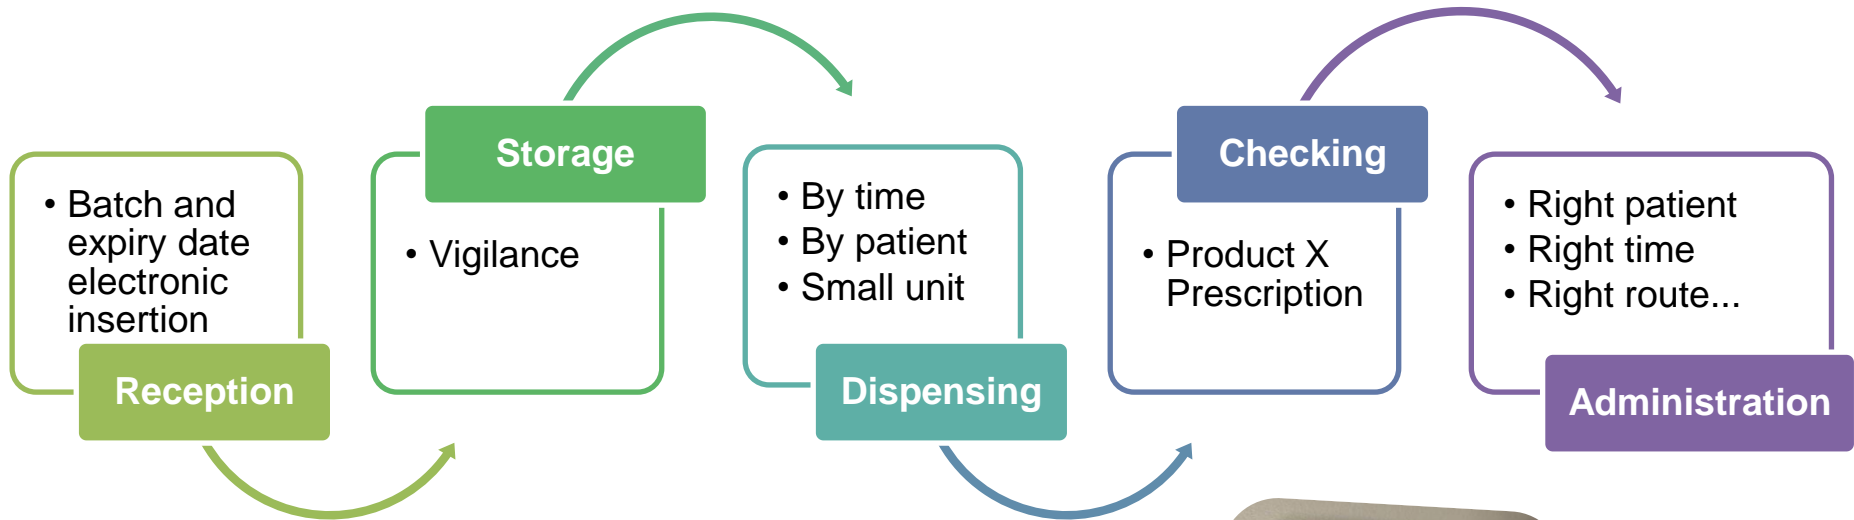 • Batch and
expiry date
electronic
insertion
Reception
Storage
• Vigilance
• By time
• By patient
• Small unit
Dispensing
Checking
• Product X
Prescription
• Right patient
• Right time
• Right route...
Administration